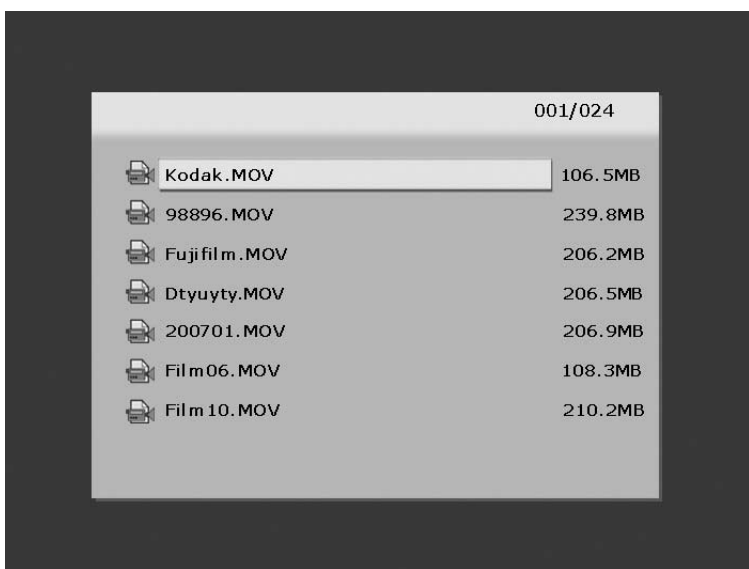 001/024
Kodak.MOV 106.5MB
98896.MOV 239.8MB
Fujifilm.MOV 206.2MB
Dtyuyty.MOV 206.5MB
200701.MOV 206.9MB
Film06.MOV 108.3MB
Film10.MOV 210.2MB